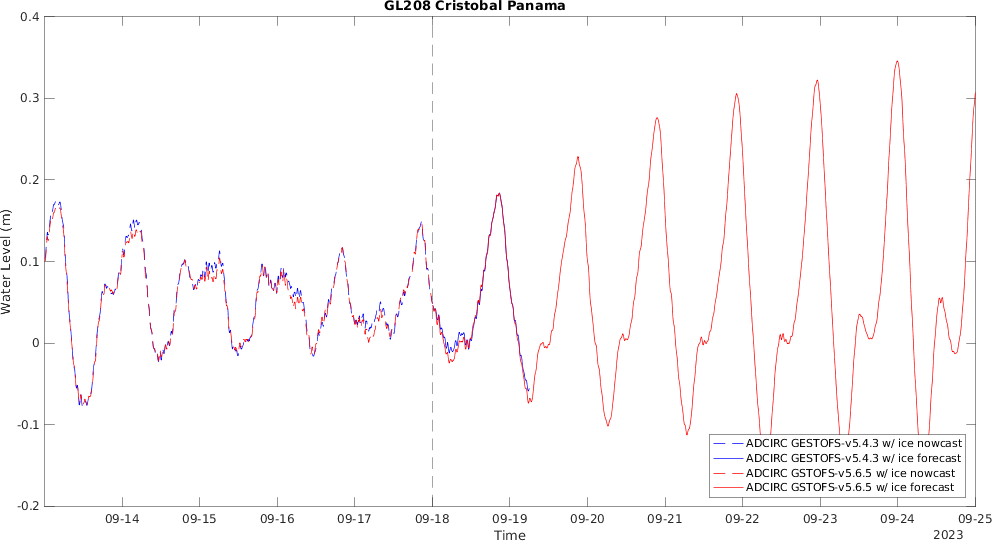 GL208 Cristobal Panama
Water Level (m)
0.4
0.3
0.2
0.1
0
-0.1
-0.2
ADCIRC GESTOFS-v5.4.3 w/ ice nowcast
ADCIRC GESTOFS-v5.4.3 w/ ice forecast
ADCIRC GSTOFS-v5.6.5 w/ ice nowcast
ADCIRC GSTOFS-v5.6.5 w/ ice forecast
09-14 09-15 09-16 09-17 09-18 09-19 09-20 09-21 09-22 09-23 09-24 09-25
Time
2023